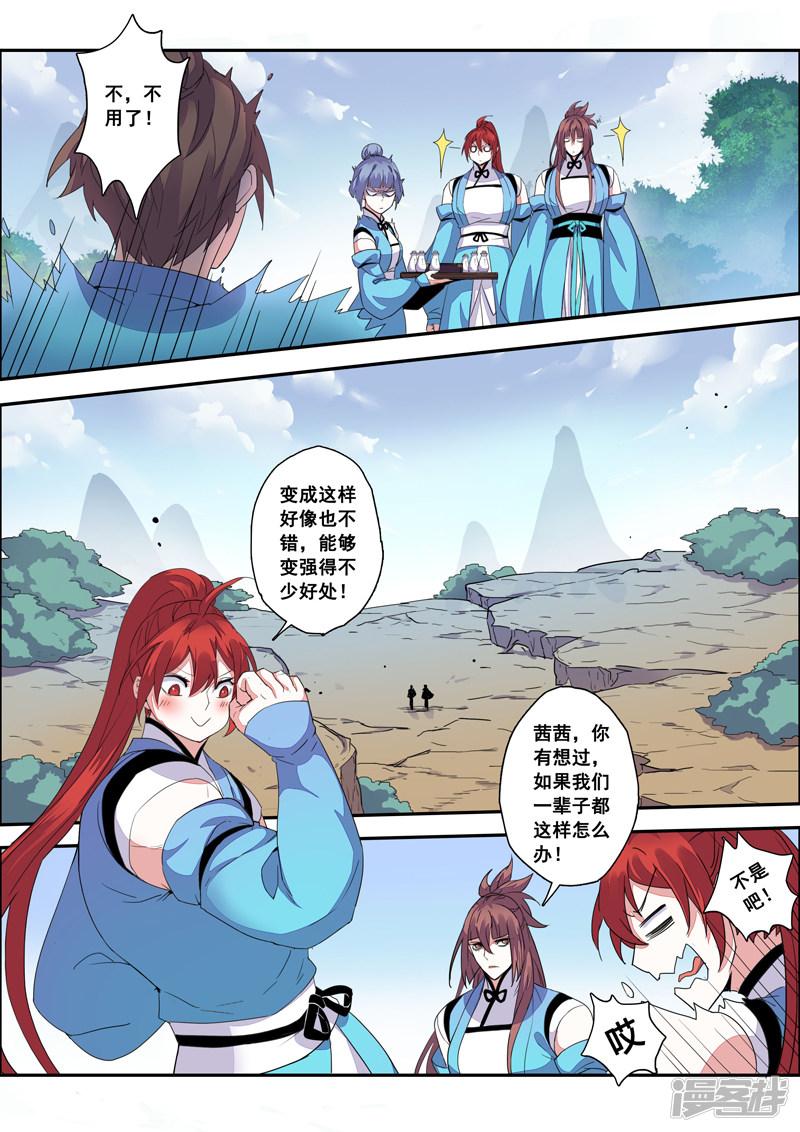 不，不
用了！
变成这样
好像也不
错，能够
变强得不
少好处！
茜茜，你
有想过，
如果我们
一辈子都
这样怎么
办！
不是
吧！
哎
漫客栈